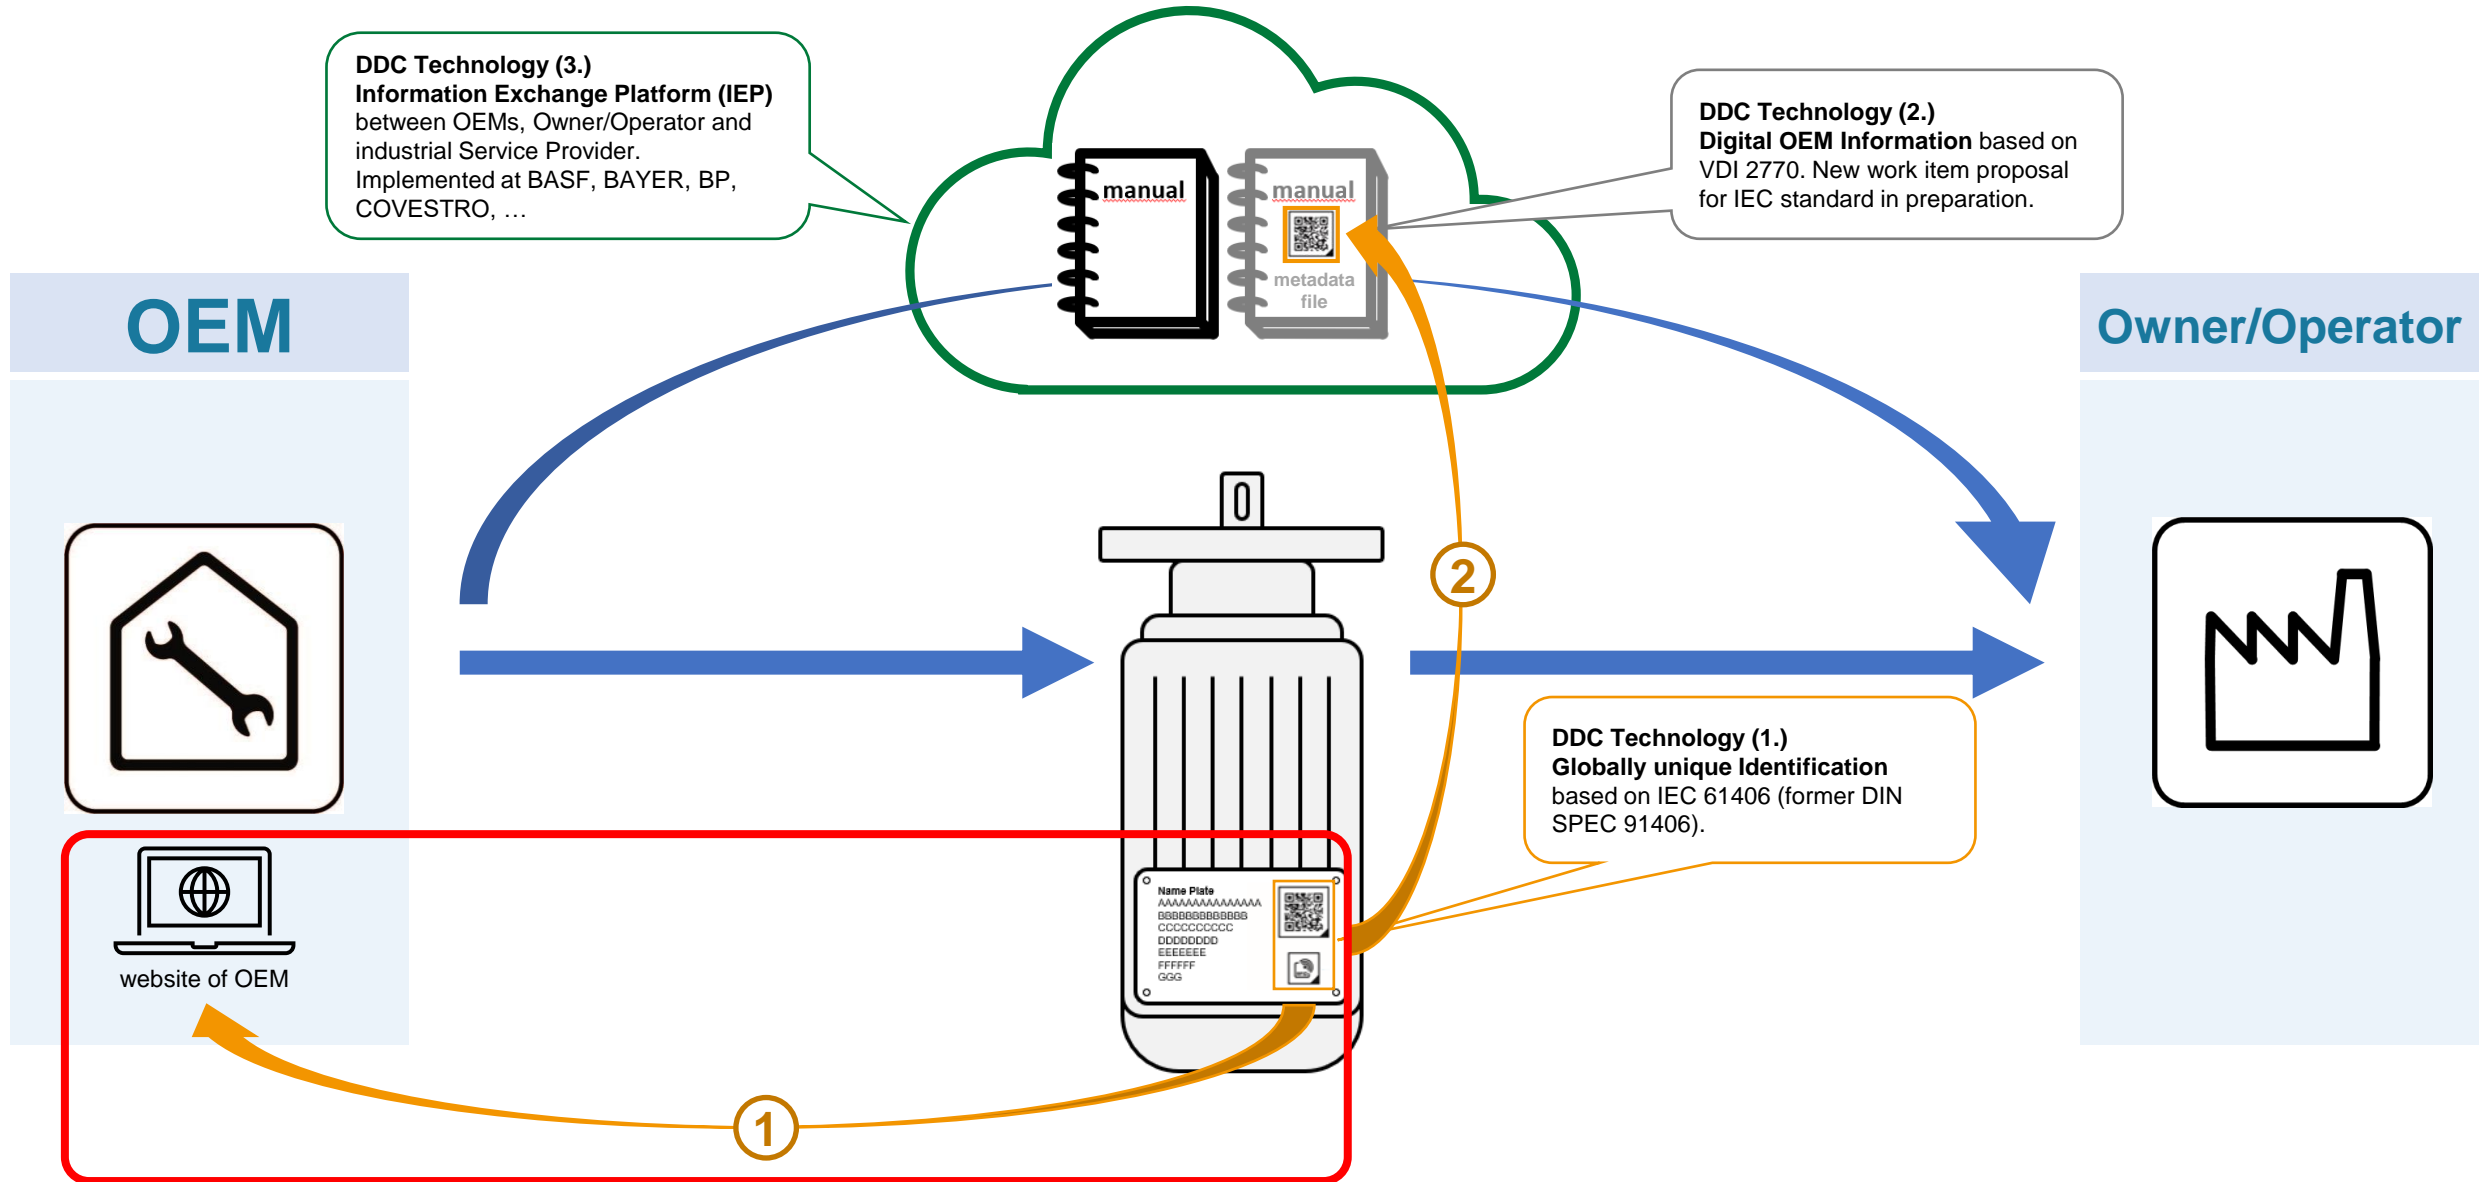 DDC Technology (3.)
Information Exchange Platform (IEP)
between OEMs, Owner/Operator and
industrial Service Provider.
Implemented at BASF, BAYER, BP,
COVESTRO, …
manual
manual
metadata
file
DDC Technology (2.)
Digital OEM Information based on
VDI 2770. New work item proposal
for IEC standard in preparation.
OEM
Owner/Operator
2
DDC Technology (1.)
Globally unique Identification
based on IEC 61406 (former DIN
SPEC 91406).
website of OEM
Name Plate
AAAAAAAAAAAAAAA
BBBBBBBBBBBBB
CCCCCCCCCC
DDDDDDDD
EEEEEEE
FFFFFF
GGG
1